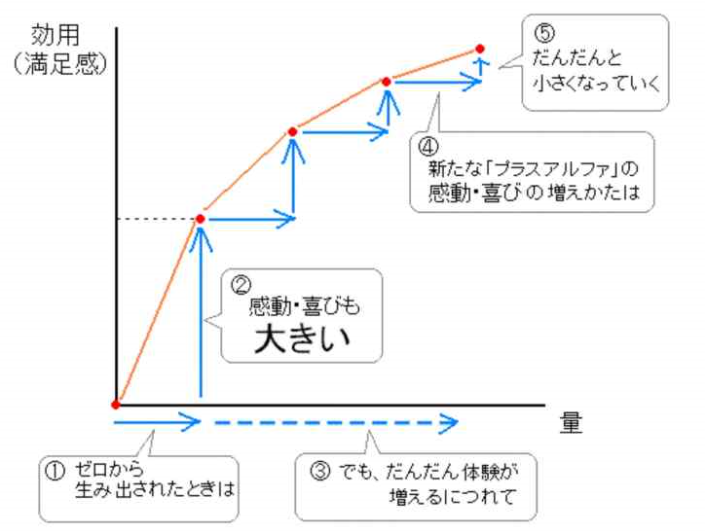 効用
(満足感)
⑤
だんだんと
小さくなっていく
④
新たな「プラスアルファ」の
感動・喜びの増えかたは
②
感動・喜びも
大きい
量
① ゼロから
生み出されたときは
③ でも、だんだん体験が
増えるにつれて